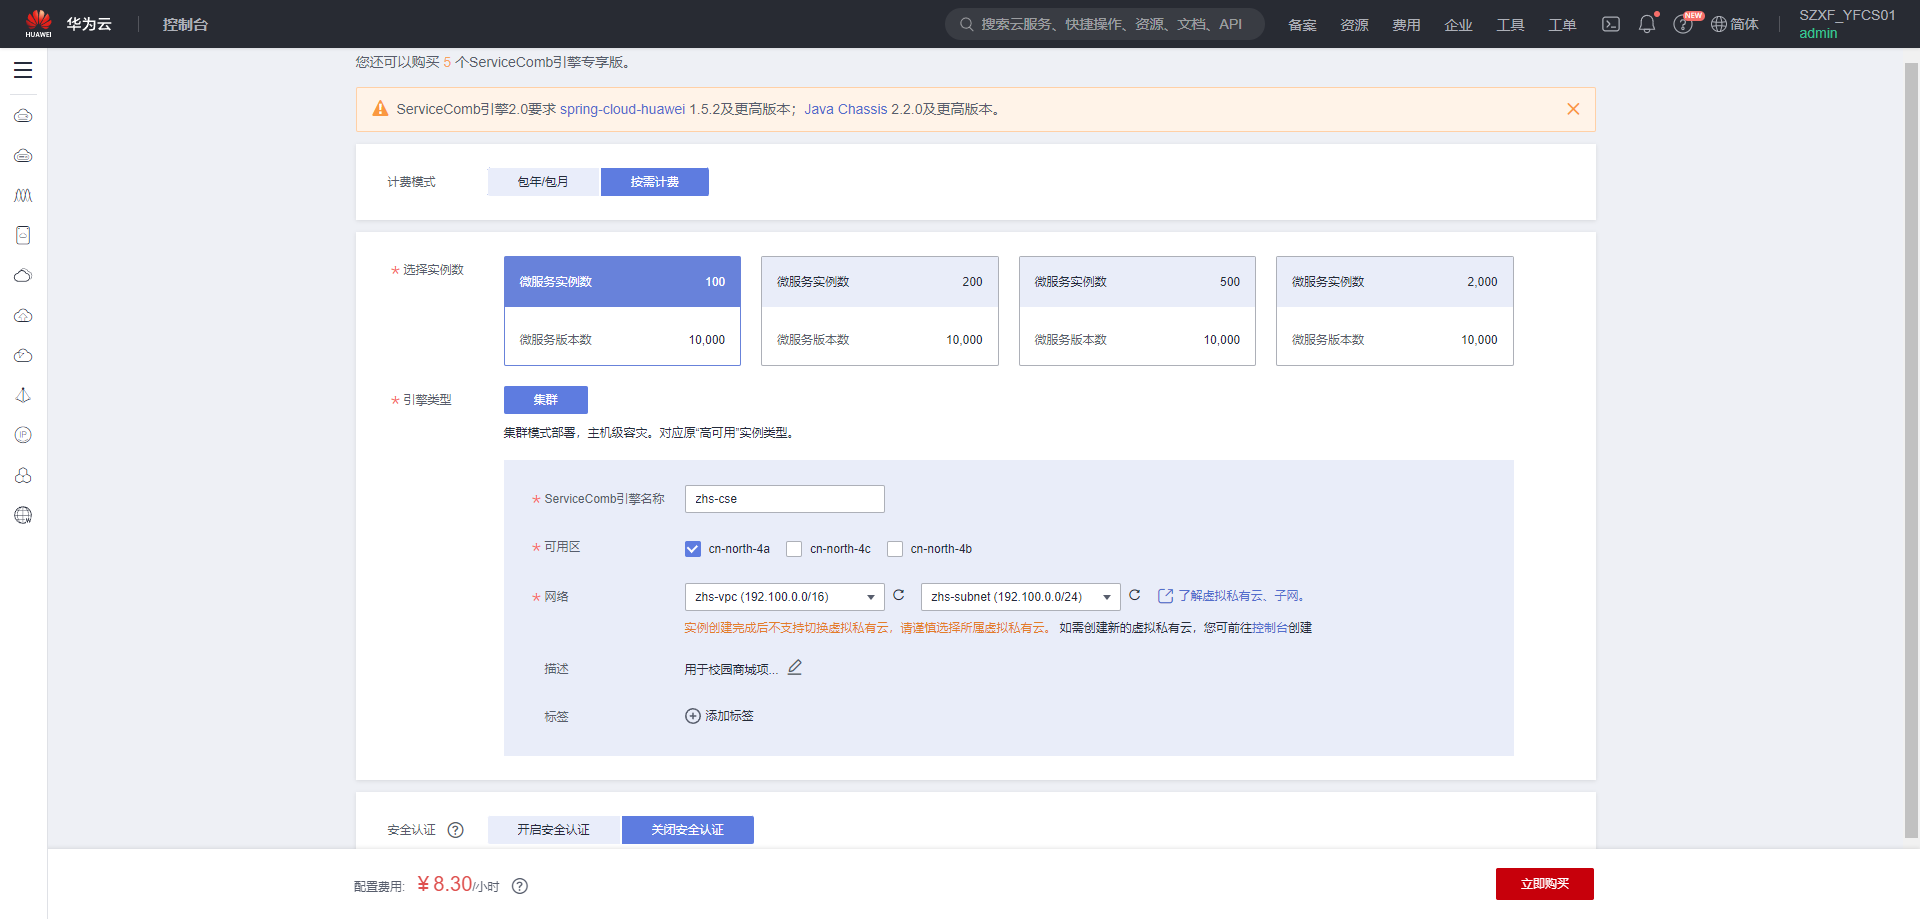 HUAWEI
华为云
控制台
搜索云服务、快捷操作、资源、文档、API
备案
资源
费用
企业
工具
工单
NEW
简体
SZXF_YFCS01
admin
您还可以购买 5 个ServiceComb引擎专享版。
ServiceComb引擎2.0要求 spring-cloud-huawei 1.5.2及更高版本；Java Chassis 2.2.0及更高版本。
计费模式
包年/包月
按需计费
* 选择实例数
微服务实例数 100
微服务版本数 10,000
微服务实例数 200
微服务版本数 10,000
微服务实例数 500
微服务版本数 10,000
微服务实例数 2,000
微服务版本数 10,000
* 引擎类型
集群
集群模式部署，主机级容灾。对应原“高可用”实例类型。
* ServiceComb引擎名称
zhs-cse
* 可用区
cn-north-4a
cn-north-4c
cn-north-4b
* 网络
zhs-vpc (192.100.0.0/16)
zhs-subnet (192.100.0.0/24)
了解虚拟私有云、子网。
实例创建完成后不支持切换虚拟私有云，请谨慎选择所属虚拟私有云。 如需创建新的虚拟私有云，您可前往控制台创建
描述
用于校园商城项...
标签
添加标签
安全认证
开启安全认证
关闭安全认证
配置费用: ¥8.30/小时
立即购买
IP